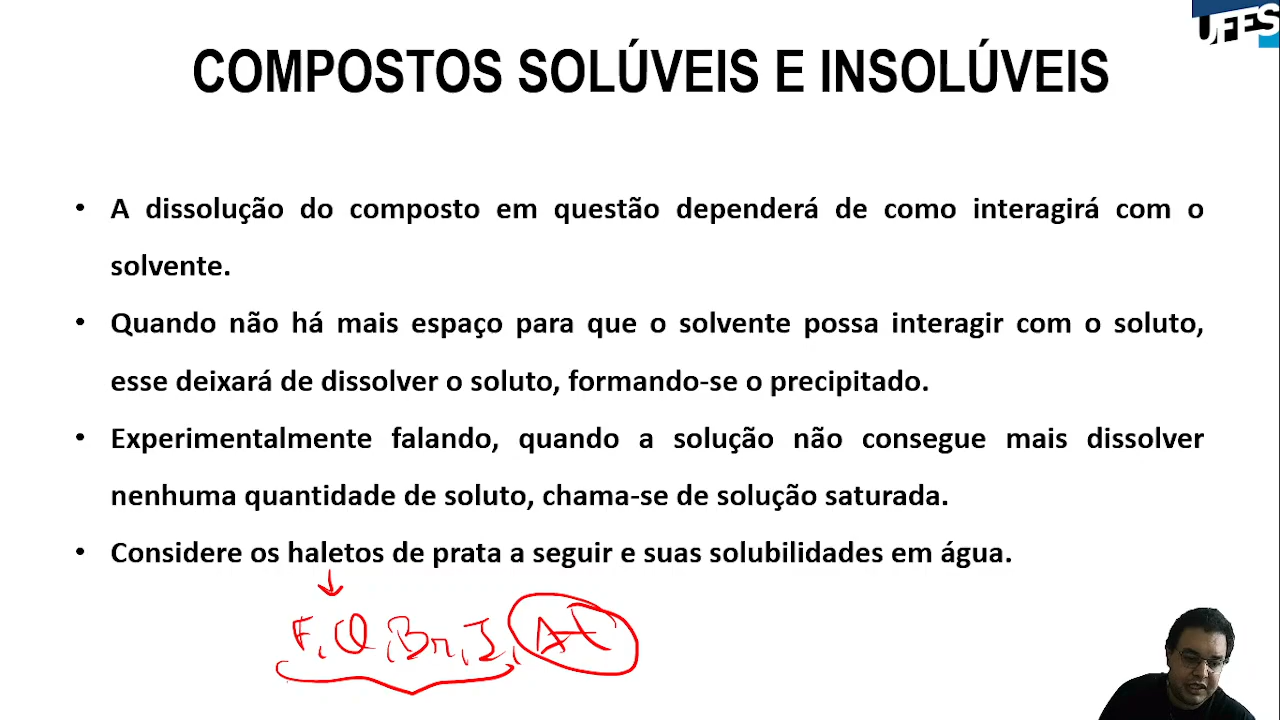 UFES
COMPOSTOS SOLÚVEIS E INSOLÚVEIS
• A dissolução do composto em questão dependerá de como interagirá com o
solvente.
• Quando não há mais espaço para que o solvente possa interagir com o soluto,
esse deixará de dissolver o soluto, formando-se o precipitado.
• Experimentalmente falando, quando a solução não consegue mais dissolver
nenhuma quantidade de soluto, chama-se de solução saturada.
• Considere os haletos de prata a seguir e suas solubilidades em água.
F, Cl, Br, I, At